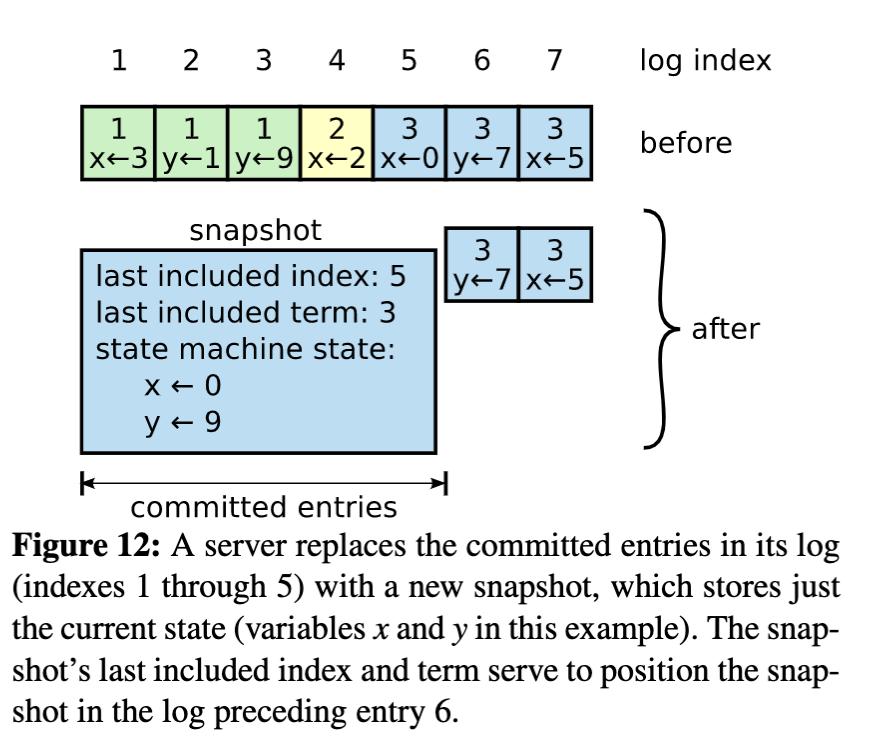 1 2 3 4 5 6 7 log index
1 1 1 2 3 3 3
x←3 y←1 y←9 x←2 x←0 y←7 x←5
before
snapshot
3 3
y←7 x←5
last included index: 5
last included term: 3
state machine state:
x ← 0
y ← 9
after
committed entries
Figure 12: A server replaces the committed entries in its log
(indexes 1 through 5) with a new snapshot, which stores just
the current state (variables x and y in this example). The snap-
shot’s last included index and term serve to position the snap-
shot in the log preceding entry 6.